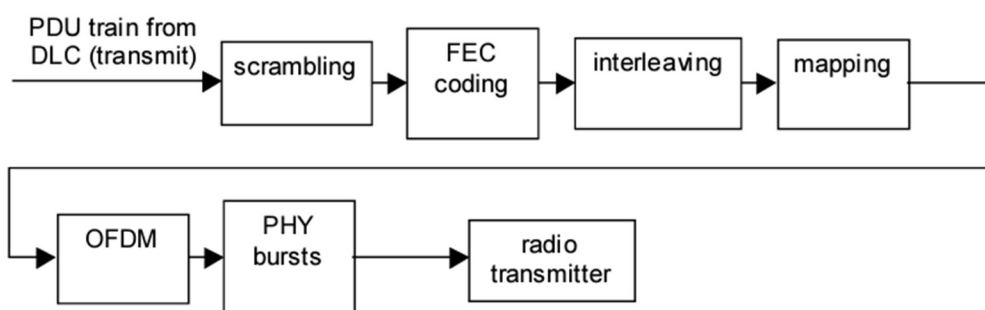 PDU train from
DLC (transmit)
scrambling
FEC
coding
interleaving
mapping
OFDM
PHY
bursts
radio
transmitter